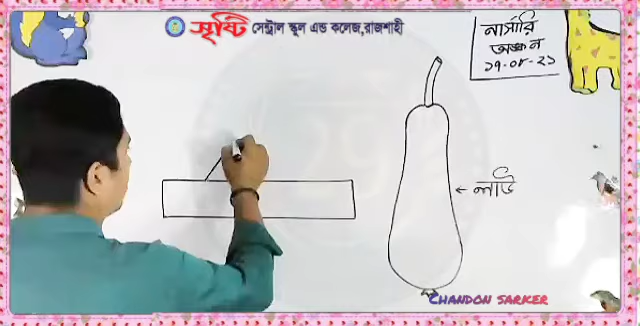 সৃষ্টি সেন্ট্রাল স্কুল এন্ড কলেজ,রাজশাহী
নার্সারি
অঙ্কন
১৭-০৮-২১
← লাউ
CHANDON SARKER